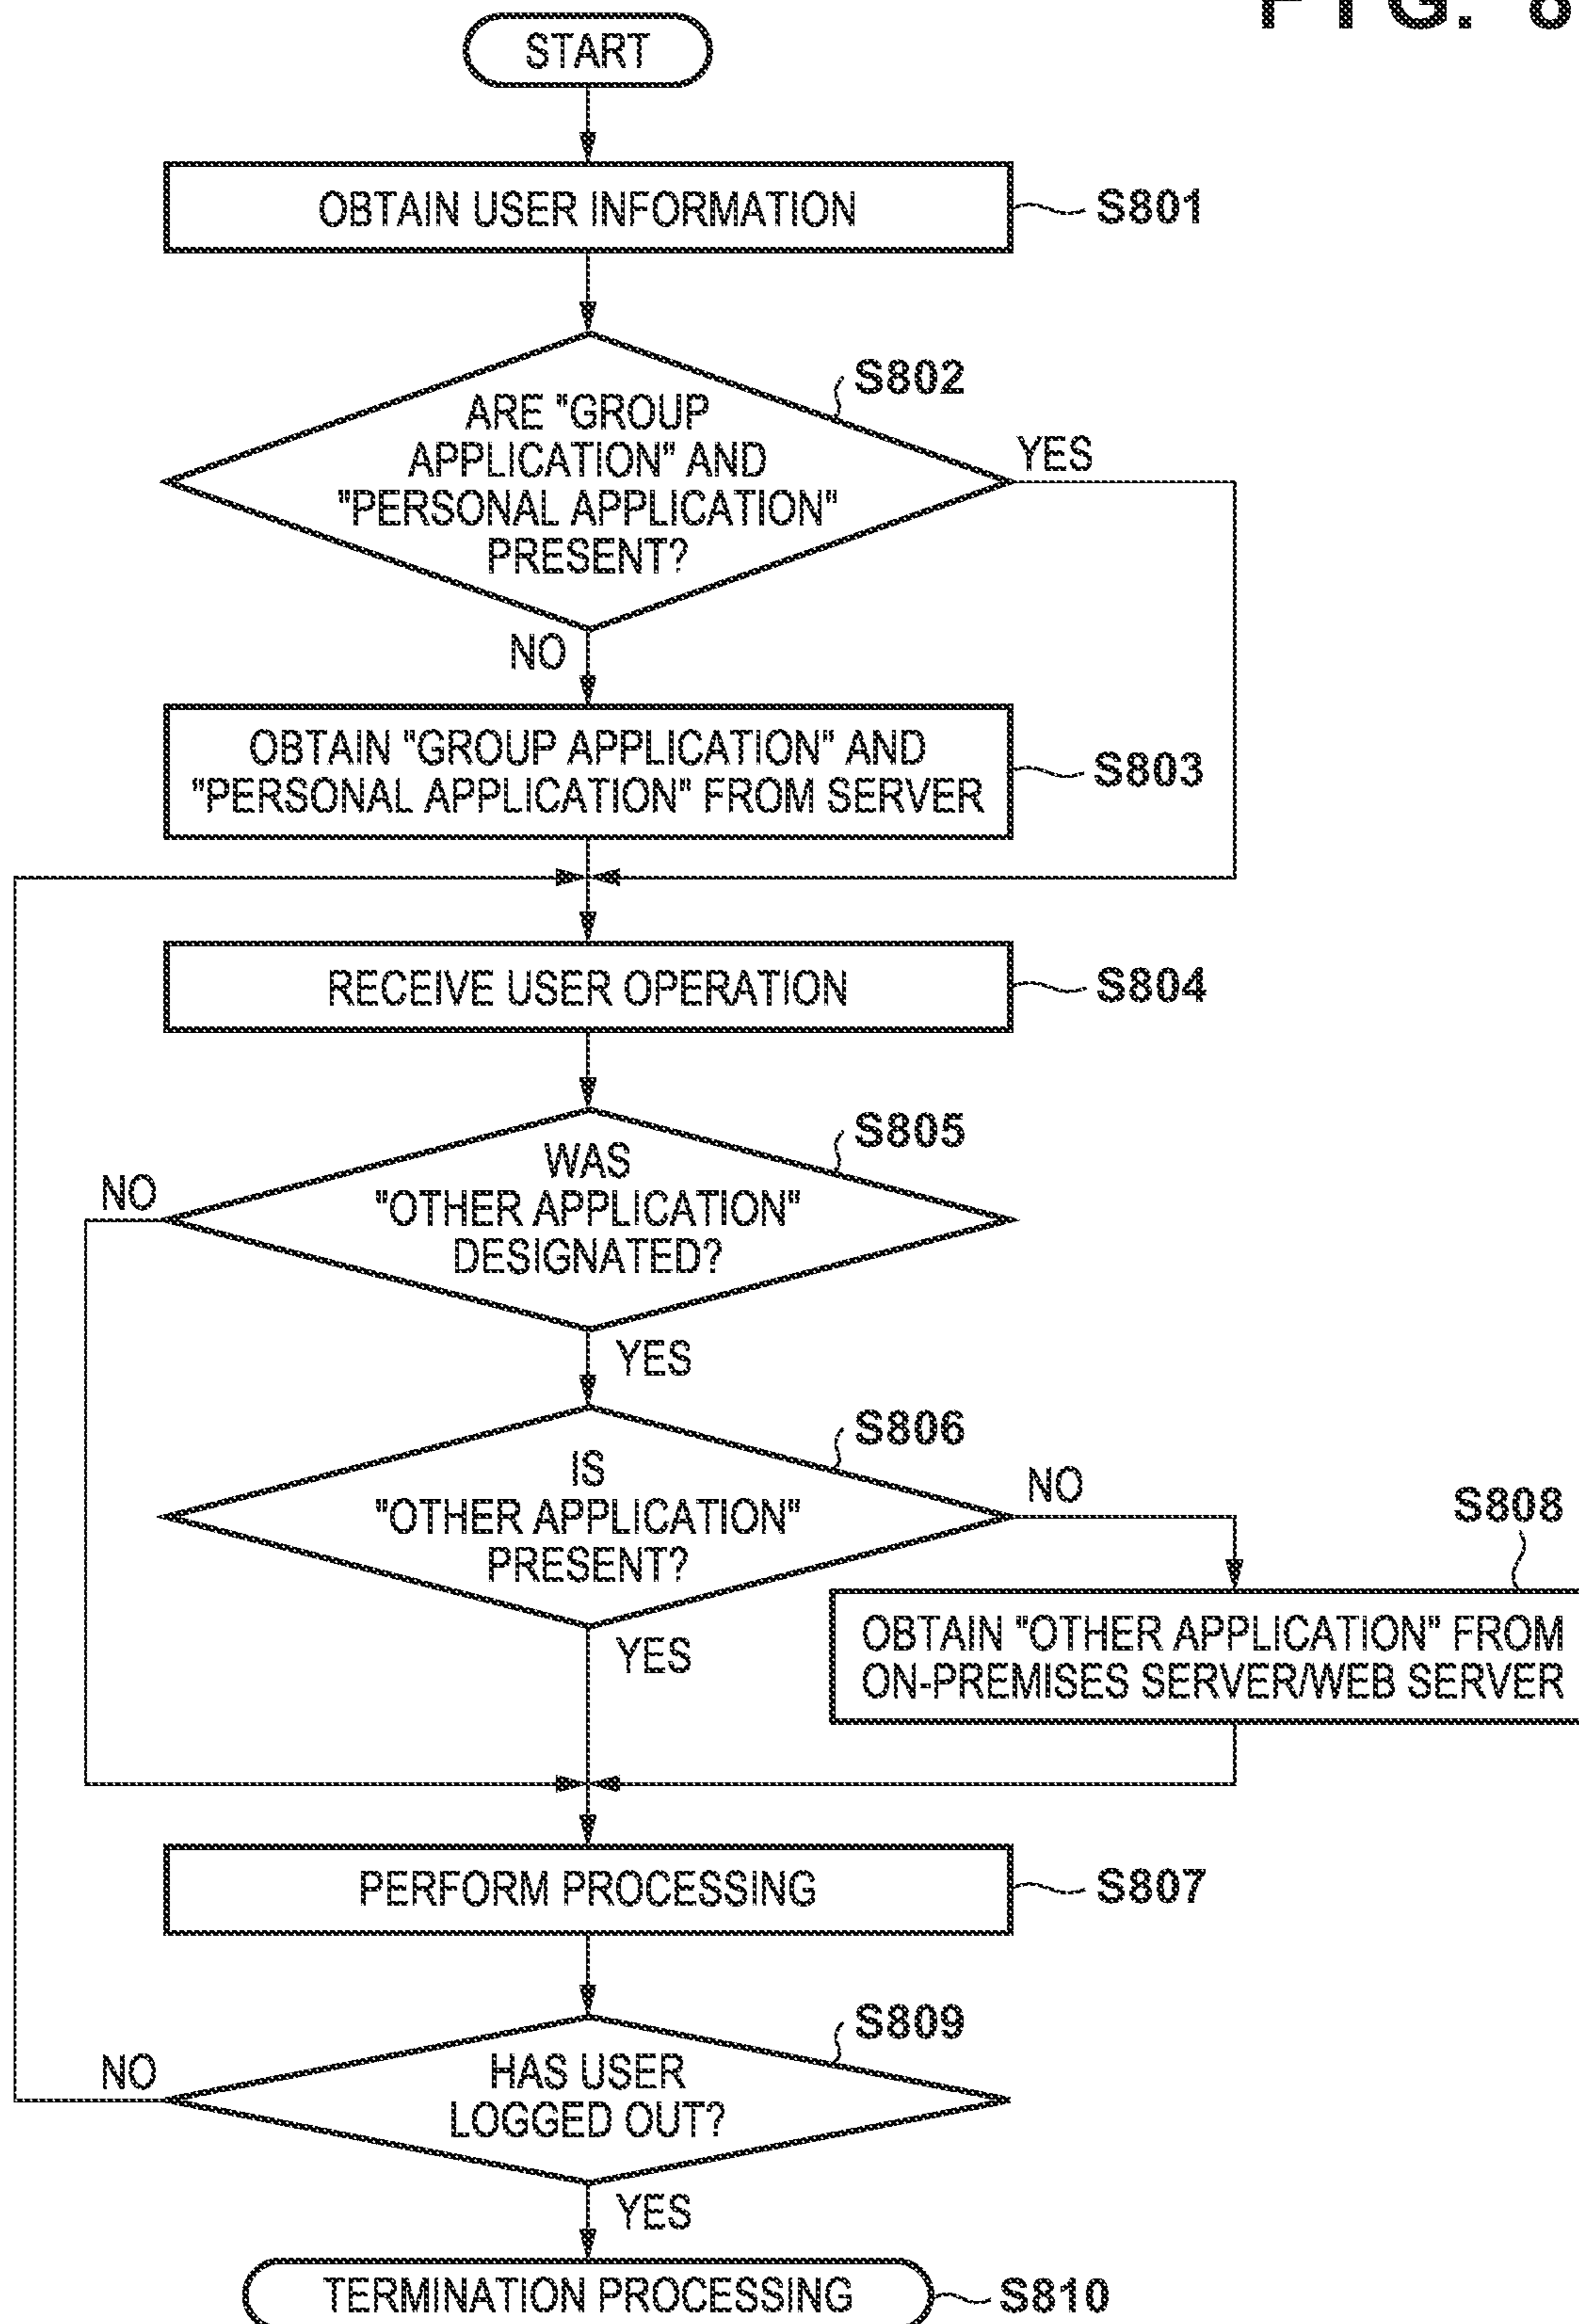 FIG. 8
START
OBTAIN USER INFORMATION
S801
S802
ARE "GROUP
APPLICATION" AND
"PERSONAL APPLICATION"
PRESENT?
YES
NO
OBTAIN "GROUP APPLICATION" AND
"PERSONAL APPLICATION" FROM SERVER
S803
RECEIVE USER OPERATION
S804
S805
WAS
"OTHER APPLICATION"
DESIGNATED?
NO
YES
S806
IS
"OTHER APPLICATION"
PRESENT?
NO
S808
OBTAIN "OTHER APPLICATION" FROM
ON-PREMISES SERVER/WEB SERVER
YES
PERFORM PROCESSING
S807
S809
HAS USER
LOGGED OUT?
NO
YES
TERMINATION PROCESSING
S810